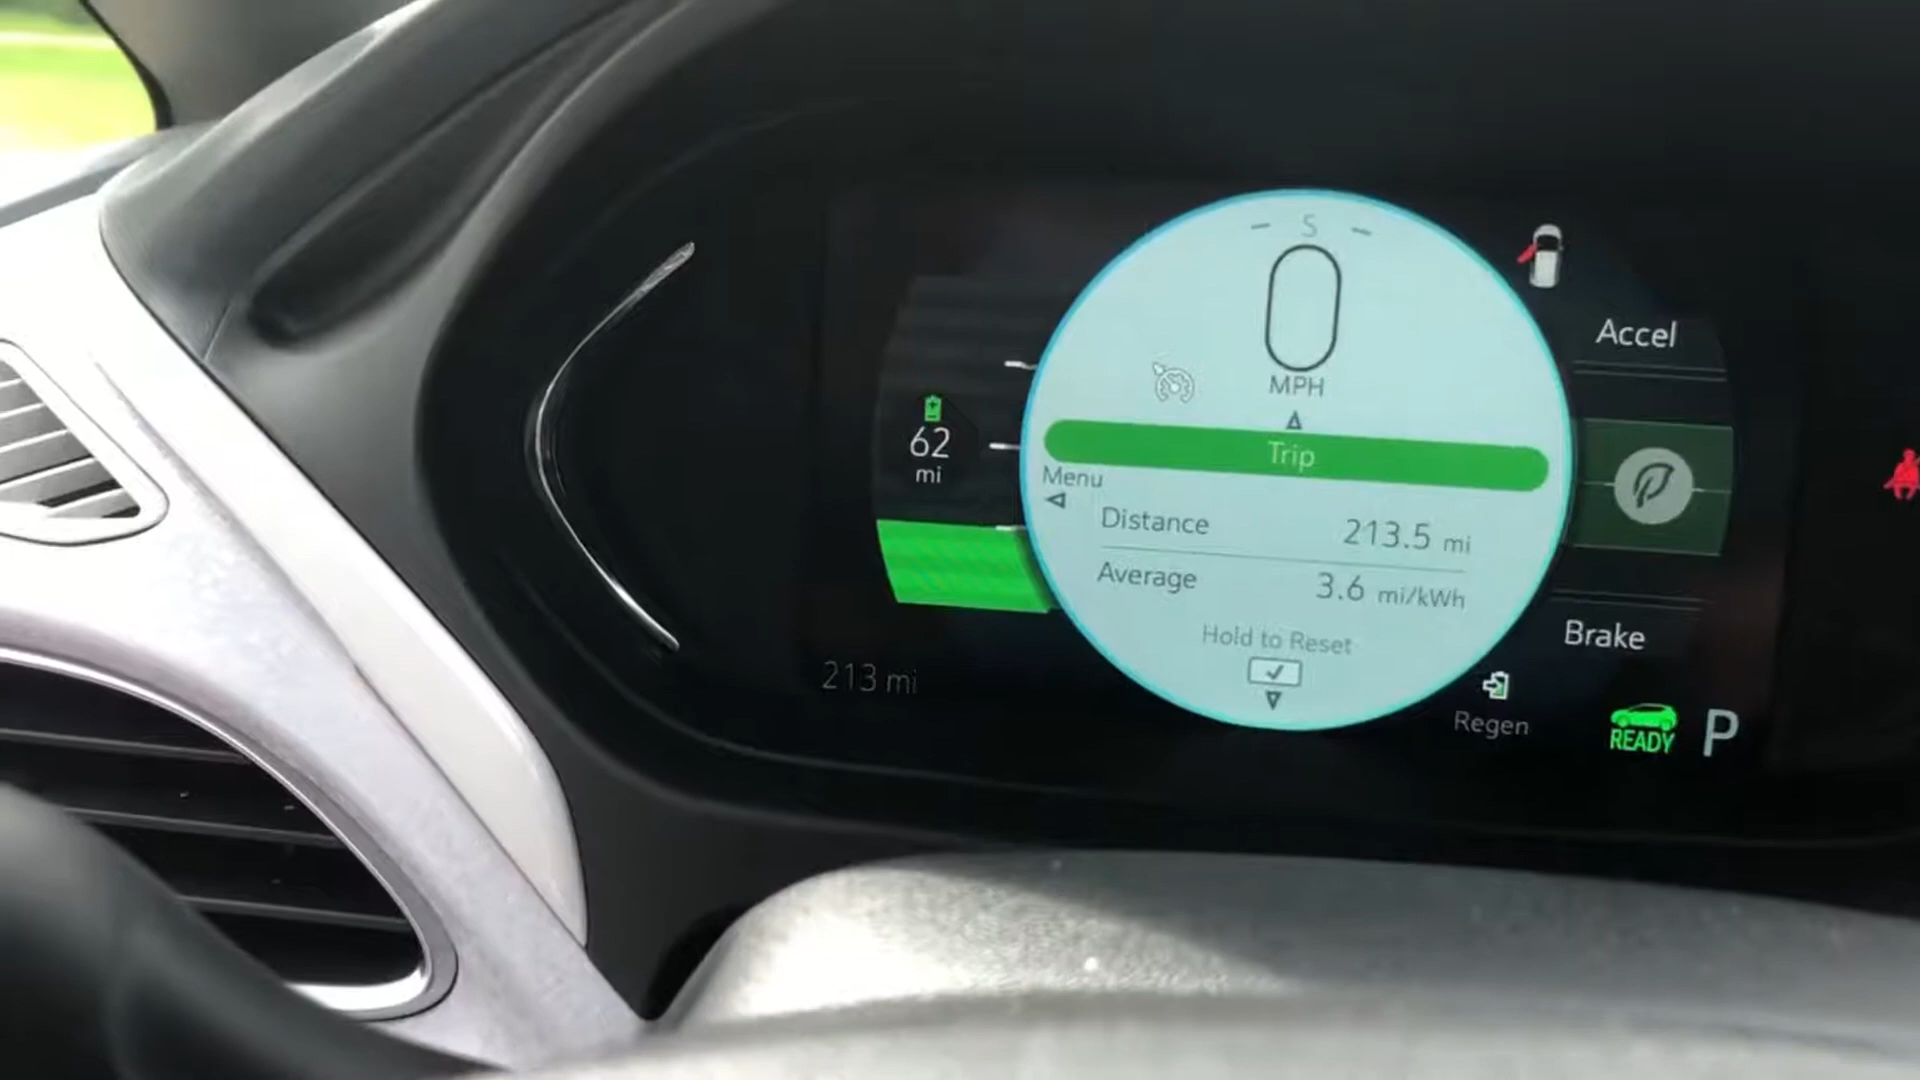 S
0
MPH
Accel
62
mi
Trip
Menu
Distance 213.5 mi
Average 3.6 mi/kWh
Hold to Reset
Brake
213 mi
Regen
READY P